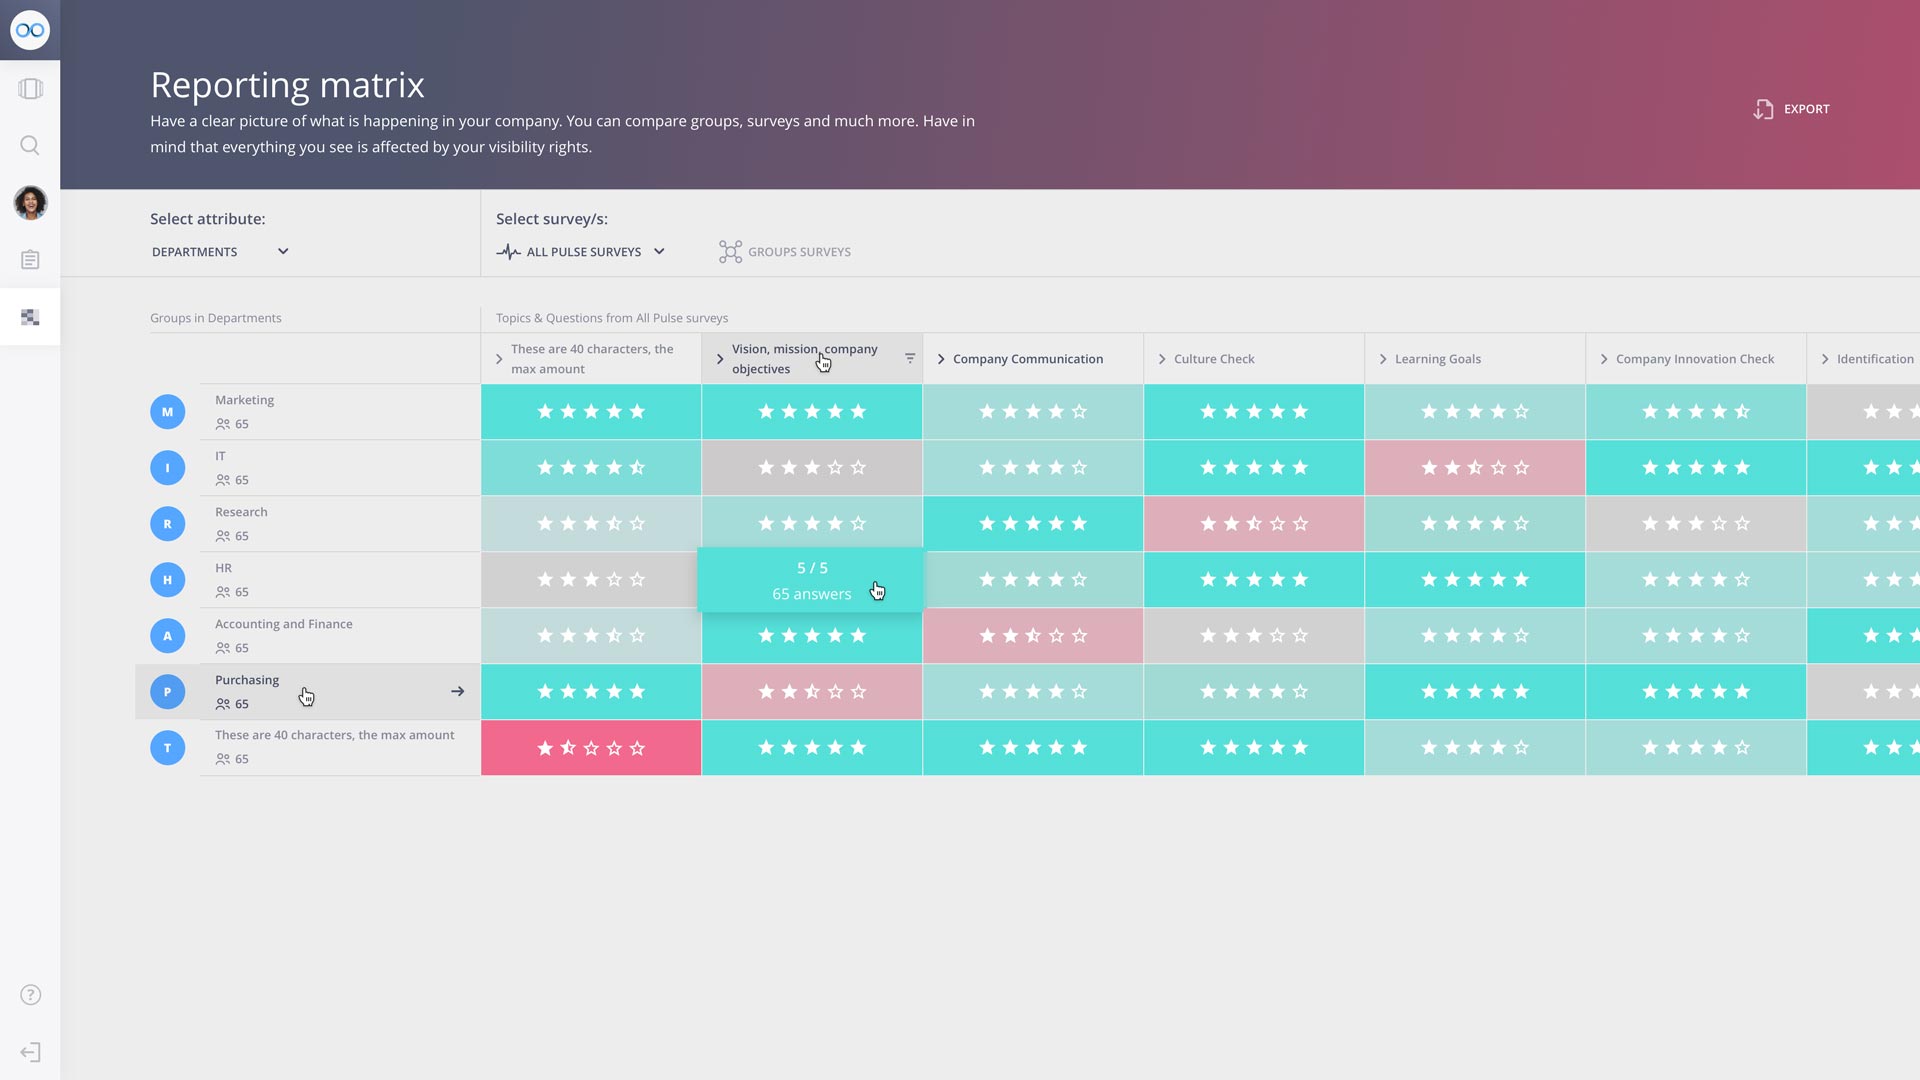 Reporting matrix
Have a clear picture of what is happening in your company. You can compare groups, surveys and much more. Have in
mind that everything you see is affected by your visibility rights.
EXPORT
Select attribute:
DEPARTMENTS
Select survey/s:
ALL PULSE SURVEYS
GROUPS SURVEYS
Groups in Departments
Topics & Questions from All Pulse surveys
These are 40 characters, the
max amount
Vision, mission, company
objectives
Company Communication
Culture Check
Learning Goals
Company Innovation Check
Identification
M
Marketing
65
I
IT
65
R
Research
65
H
HR
65
5 / 5
65 answers
A
Accounting and Finance
65
P
Purchasing
65
T
These are 40 characters, the max amount
65
?